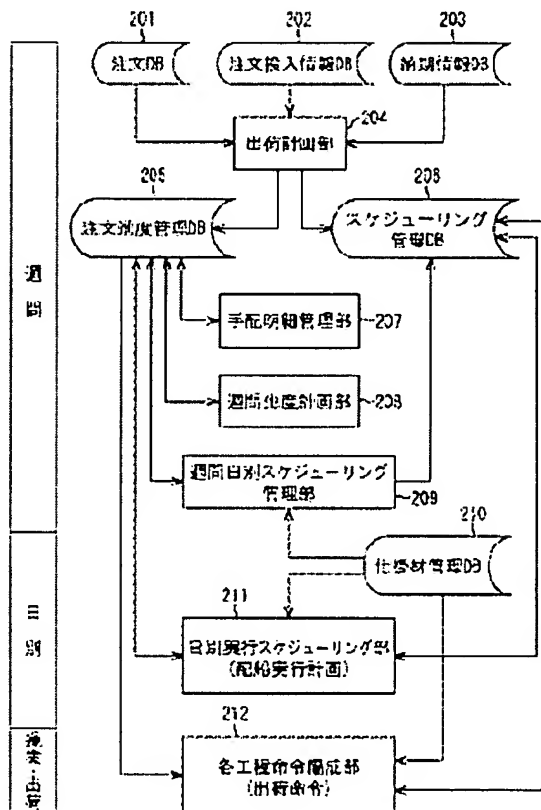 201
202
203
注文DB
注文投入情報DB
納期情報DB
204
出荷計画部
205
206
注文進度管理DB
スケジューリング
管理DB
週
間
手配明細管理部
207
週間進度計画部
208
週間日別スケジューリング
管理部
209
210
仕掛材管理DB
日
別
211
日別実行スケジューリング部
(配船実行計画)
212
各工程命令編成部
(出荷命令)
出荷